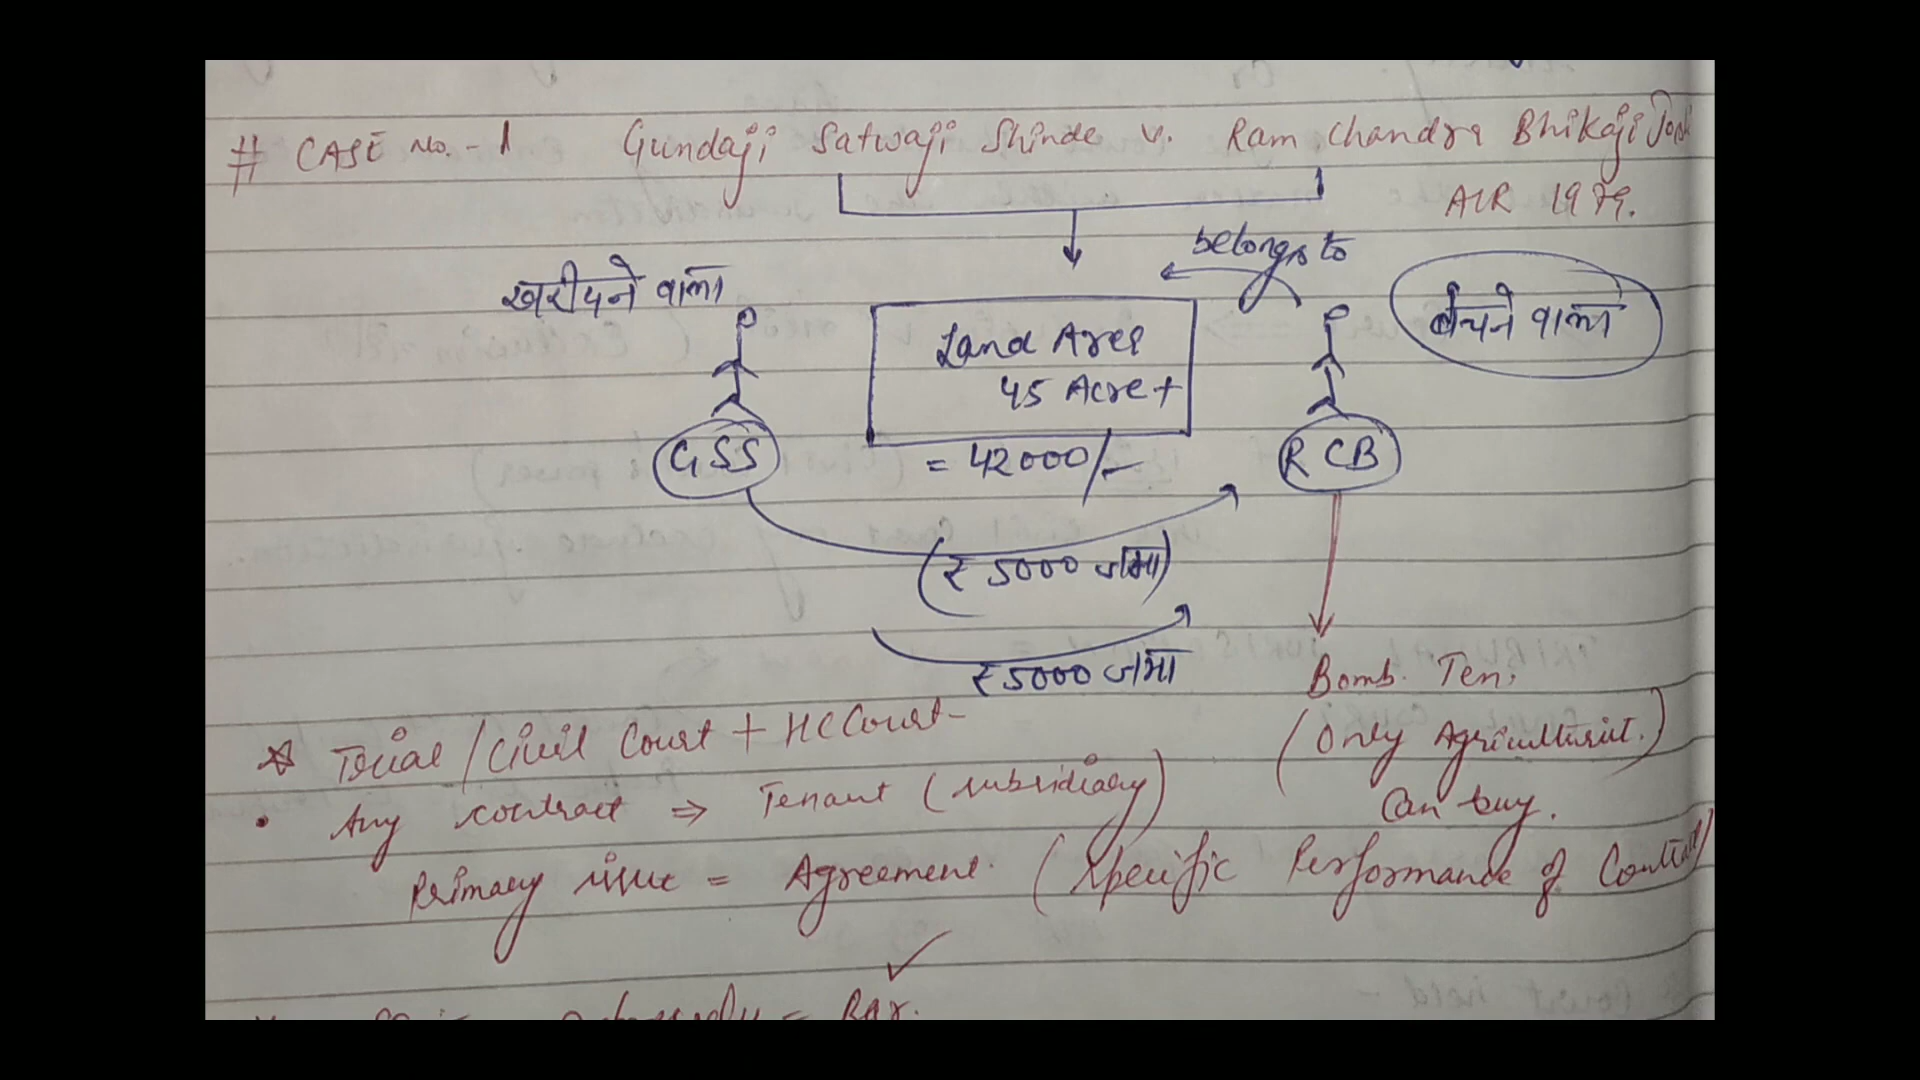 # CASE No. - 1 Gundaji Satwaji Shinde v. Ram Chandra Bhikaji
AIR 1979.
belongs to
खरीदने वाला
बेचने वाला
Land Area
45 Acre +
GSS
= 42000/-
RCB
(₹ 5000 जमा)
₹ 5000 जमा
Bomb. Ten.
(Only Agriculturist.)
Can buy.
Trial / Civil Court + HC Court -
• Any contract ⇒ Tenant (subsidiary)
Primary issue = Agreement. (Specific Performance of
= Bar.